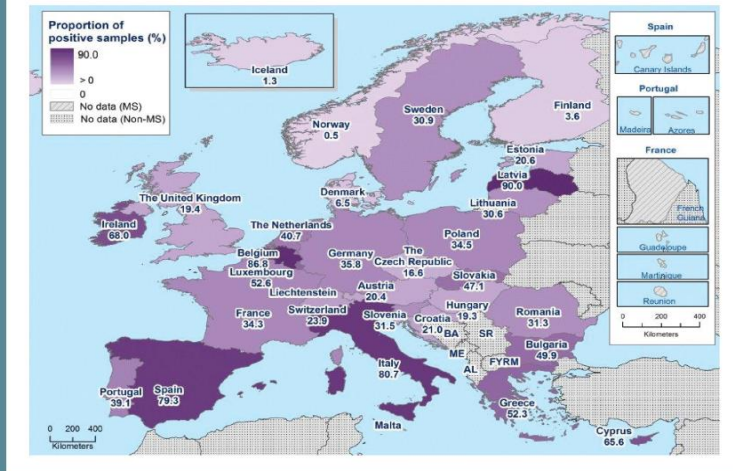 Proportion of
positive samples (%)
90.0
> 0
0
No data (MS)
No data (Non-MS)
Iceland
1.3
Norway
0.5
Sweden
30.9
Finland
3.6
Estonia
20.6
Latvia
90.0
Lithuania
30.6
Denmark
6.5
The United Kingdom
19.4
Ireland
68.0
The Netherlands
40.7
Belgium
86.8
Luxembourg
52.6
Germany
35.8
Poland
34.5
The
Czech Republic
16.6
Slovakia
47.1
Liechtenstein
Austria
20.4
Hungary
19.3
Romania
31.3
France
34.3
Switzerland
23.9
Slovenia
31.5
Croatia
21.0
BA
SR
ME
AL
FYRM
Bulgaria
49.9
Italy
80.7
Portugal
39.1
Spain
79.3
Greece
52.3
Malta
Cyprus
65.6
0 200 400
Kilometers
Spain
Canary Islands
Portugal
Madeira
Azores
France
French
Guiana
Guadeloupe
Martinique
Reunion
0 200 400
Kilometers